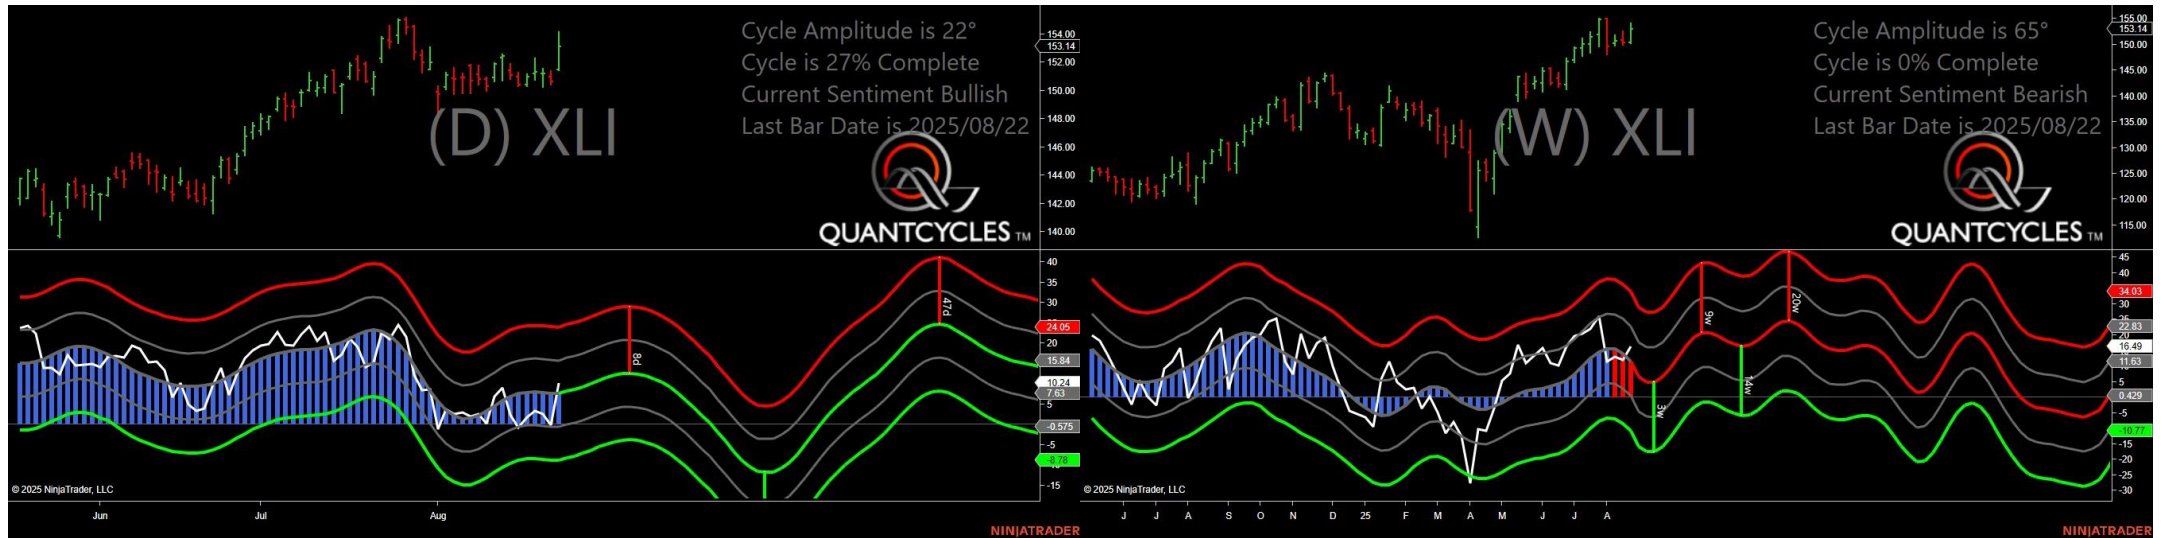 Cycle Amplitude is 22°
Cycle is 27% Complete
Current Sentiment Bullish
Last Bar Date is 2025/08/22
(D) XLI
QUANTCYCLES TM
154.00
153.14
152.00
150.00
148.00
146.00
144.00
142.00
140.00
40
35
30
24.05
20
15.84
10.24
7.63
5
-0.575
-5
-8.78
-15
8d
47d
© 2025 NinjaTrader, LLC
Jun
Jul
Aug
NINJATRADER
Cycle Amplitude is 65°
Cycle is 0% Complete
Current Sentiment Bearish
Last Bar Date is 2025/08/22
(W) XLI
QUANTCYCLES TM
155.00
153.14
150.00
145.00
140.00
135.00
130.00
125.00
120.00
115.00
45
40
34.03
30
22.83
16.49
11.63
5
0.429
-5
-10.77
-15
-20
-25
-30
3w
9w
14w
20w
© 2025 NinjaTrader, LLC
J J A S O N D 25 F M A M J J A
NINJATRADER